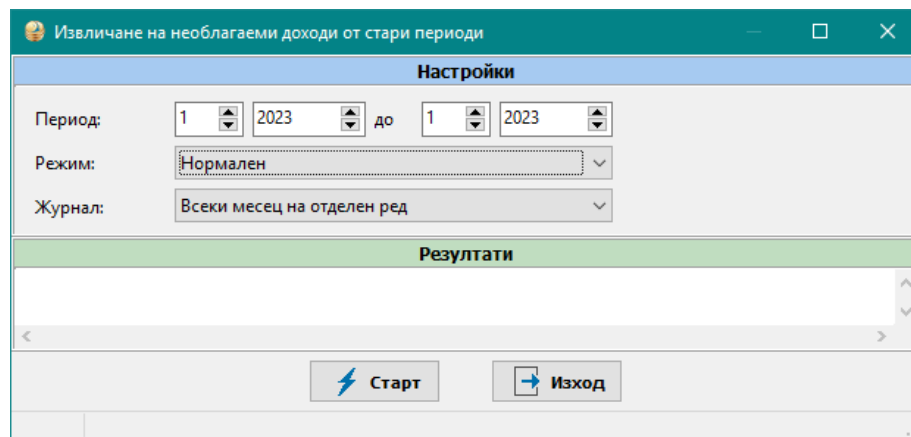 Извличане на необлагаеми доходи от стари периоди
Настройки
Период: 1 2023 до 1 2023
Режим: Нормален
Журнал: Всеки месец на отделен ред
Резултати
Старт Изход